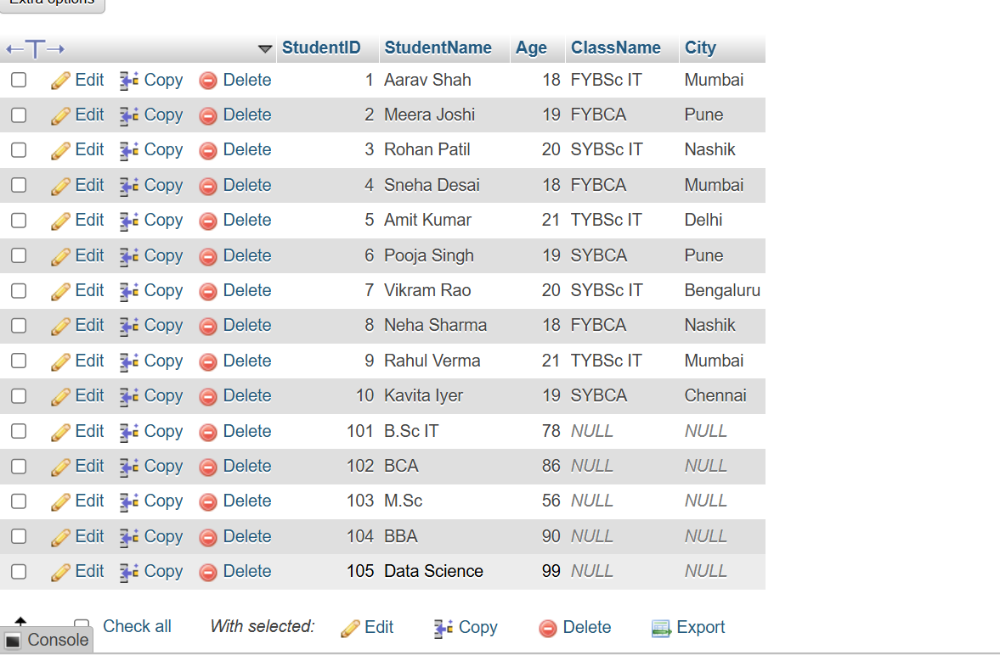 Extra options
StudentID StudentName Age ClassName City
Edit Copy Delete 1 Aarav Shah 18 FYBSc IT Mumbai
Edit Copy Delete 2 Meera Joshi 19 FYBCA Pune
Edit Copy Delete 3 Rohan Patil 20 SYBSc IT Nashik
Edit Copy Delete 4 Sneha Desai 18 FYBCA Mumbai
Edit Copy Delete 5 Amit Kumar 21 TYBSc IT Delhi
Edit Copy Delete 6 Pooja Singh 19 SYBCA Pune
Edit Copy Delete 7 Vikram Rao 20 SYBSc IT Bengaluru
Edit Copy Delete 8 Neha Sharma 18 FYBCA Nashik
Edit Copy Delete 9 Rahul Verma 21 TYBSc IT Mumbai
Edit Copy Delete 10 Kavita Iyer 19 SYBCA Chennai
Edit Copy Delete 101 B.Sc IT 78 NULL NULL
Edit Copy Delete 102 BCA 86 NULL NULL
Edit Copy Delete 103 M.Sc 56 NULL NULL
Edit Copy Delete 104 BBA 90 NULL NULL
Edit Copy Delete 105 Data Science 99 NULL NULL
Check all With selected: Edit Copy Delete Export
Console